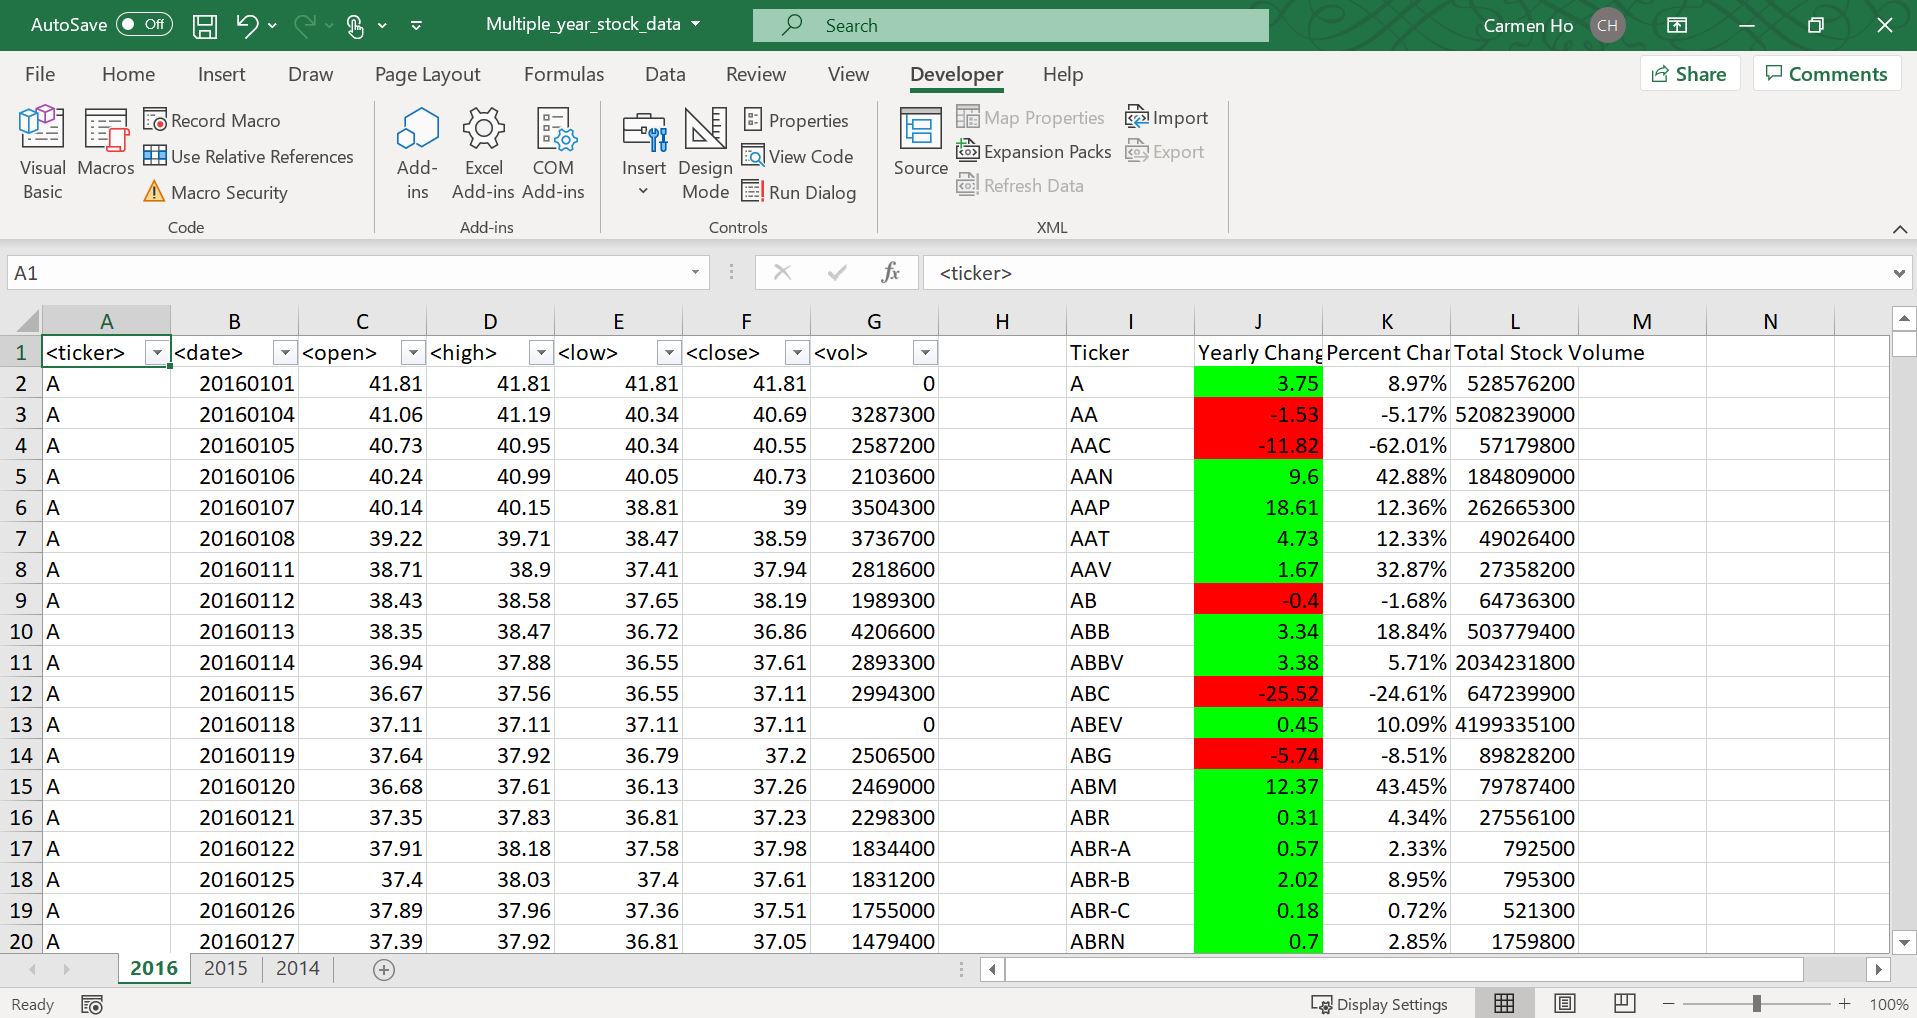 AutoSave Off Multiple_year_stock_data Search Carmen Ho CH
File Home Insert Draw Page Layout Formulas Data Review View Developer Help Share Comments
Visual Basic Macros Record Macro Use Relative References Macro Security
Add-ins Excel Add-ins COM Add-ins
Insert Design Mode Properties View Code Run Dialog
Source Map Properties Expansion Packs Refresh Data Import Export
Code Add-ins Controls XML
A1 fx <ticker>
A B C D E F G H I J K L M N
1 <ticker> <date> <open> <high> <low> <close> <vol> Ticker Yearly Chang Percent Char Total Stock Volume
2 A 20160101 41.81 41.81 41.81 41.81 0 A 3.75 8.97% 528576200
3 A 20160104 41.06 41.19 40.34 40.69 3287300 AA -1.53 -5.17% 5208239000
4 A 20160105 40.73 40.95 40.34 40.55 2587200 AAC -11.82 -62.01% 57179800
5 A 20160106 40.24 40.99 40.05 40.73 2103600 AAN 9.6 42.88% 184809000
6 A 20160107 40.14 40.15 38.81 39 3504300 AAP 18.61 12.36% 262665300
7 A 20160108 39.22 39.71 38.47 38.59 3736700 AAT 4.73 12.33% 49026400
8 A 20160111 38.71 38.9 37.41 37.94 2818600 AAV 1.67 32.87% 27358200
9 A 20160112 38.43 38.58 37.65 38.19 1989300 AB -0.4 -1.68% 64736300
10 A 20160113 38.35 38.47 36.72 36.86 4206600 ABB 3.34 18.84% 503779400
11 A 20160114 36.94 37.88 36.55 37.61 2893300 ABBV 3.38 5.71% 2034231800
12 A 20160115 36.67 37.56 36.55 37.11 2994300 ABC -25.52 -24.61% 647239900
13 A 20160118 37.11 37.11 37.11 37.11 0 ABEV 0.45 10.09% 4199335100
14 A 20160119 37.64 37.92 36.79 37.2 2506500 ABG -5.74 -8.51% 89828200
15 A 20160120 36.68 37.61 36.13 37.26 2469000 ABM 12.37 43.45% 79787400
16 A 20160121 37.35 37.83 36.81 37.23 2298300 ABR 0.31 4.34% 27556100
17 A 20160122 37.91 38.18 37.58 37.98 1834400 ABR-A 0.57 2.33% 792500
18 A 20160125 37.4 38.03 37.4 37.61 1831200 ABR-B 2.02 8.95% 795300
19 A 20160126 37.89 37.96 37.36 37.51 1755000 ABR-C 0.18 0.72% 521300
20 A 20160127 37.39 37.92 36.81 37.05 1479400 ABRN 0.7 2.85% 1759800
2016 2015 2014
Ready Display Settings 100%